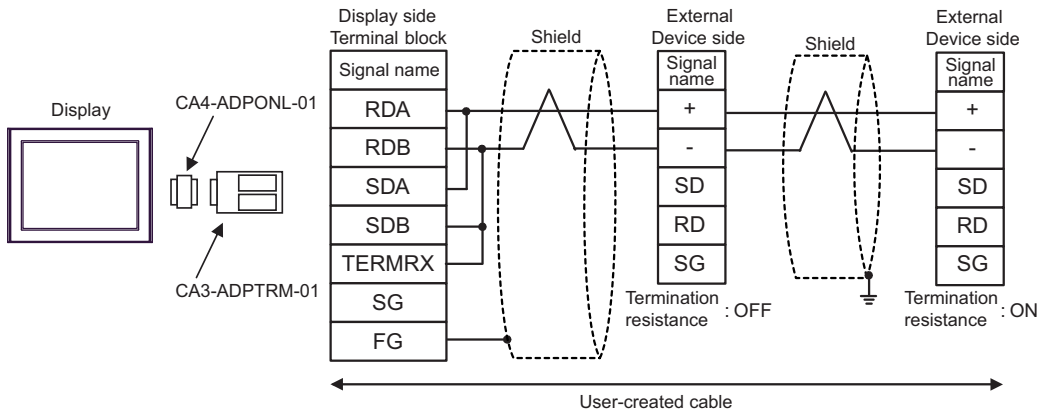 Display
CA4-ADPONL-01
CA3-ADPTRM-01
Display side
Terminal block
Signal name
RDA
RDB
SDA
SDB
TERMRX
SG
FG
Shield
External
Device side
Signal
name
+
-
SD
RD
SG
Termination
resistance : OFF
Shield
External
Device side
Signal
name
+
-
SD
RD
SG
Termination
resistance : ON
User-created cable